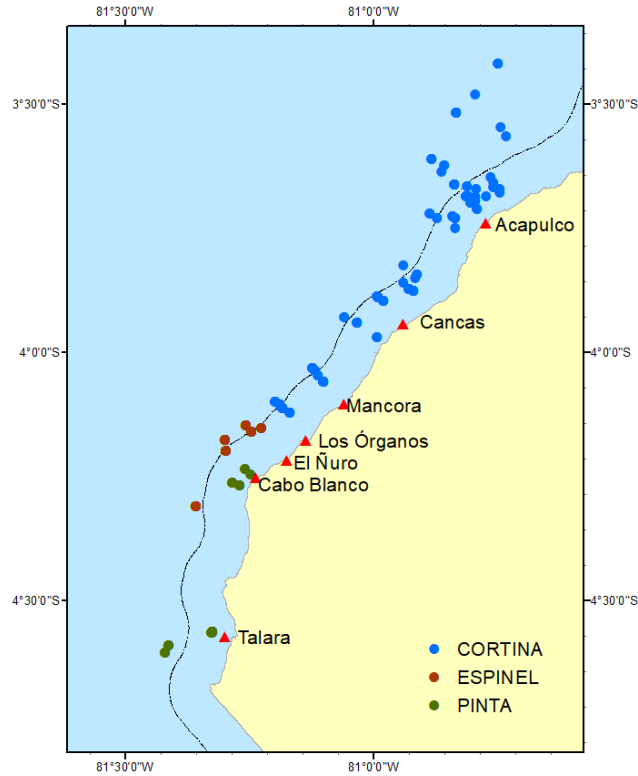 81°30'0"W 81°0'0"W
3°30'0"S 3°30'0"S
Acapulco
Cancas
4°0'0"S 4°0'0"S
Mancora
Los Órganos
El Ñuro
Cabo Blanco
4°30'0"S 4°30'0"S
Talara
CORTINA
ESPINEL
PINTA
81°30'0"W 81°0'0"W